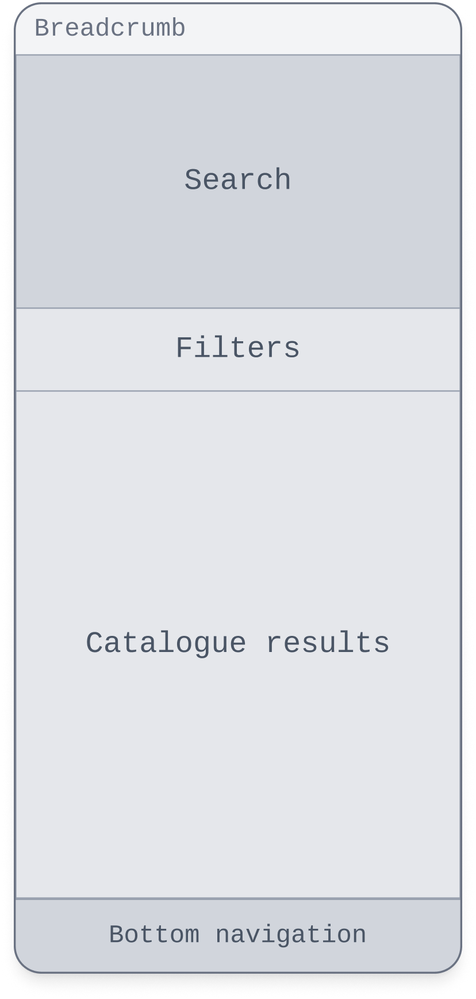 Breadcrumb
Search
Filters
Catalogue results
Bottom navigation